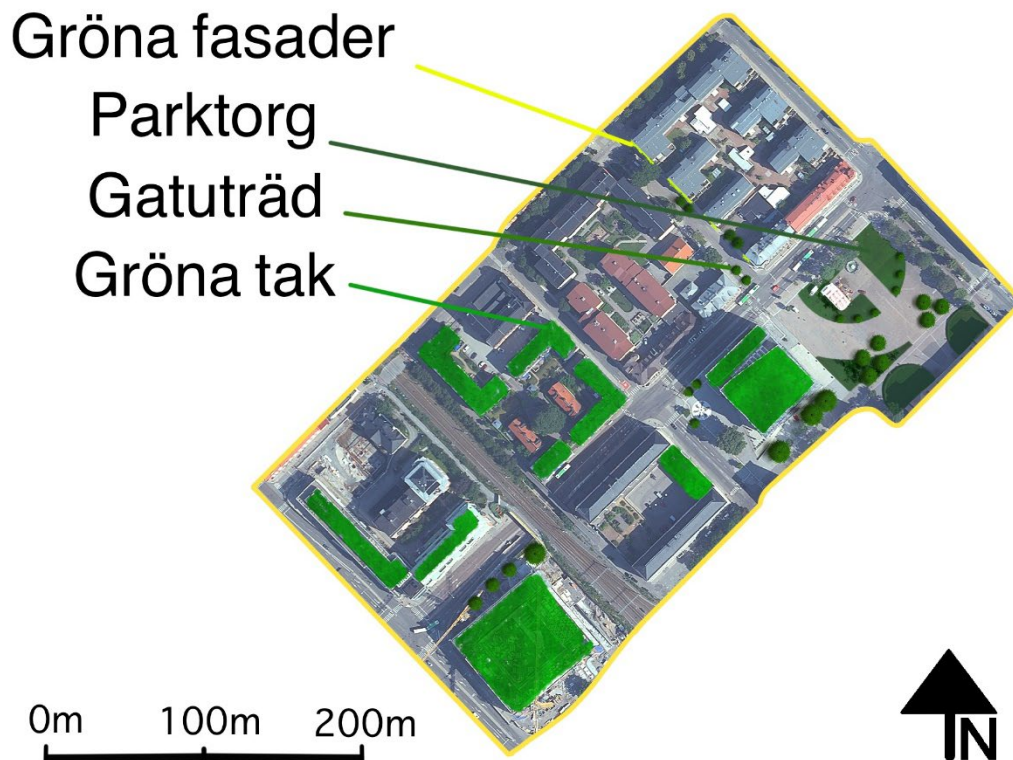 Gröna fasader
Parktorg
Gatuträd
Gröna tak
0m 100m 200m
N